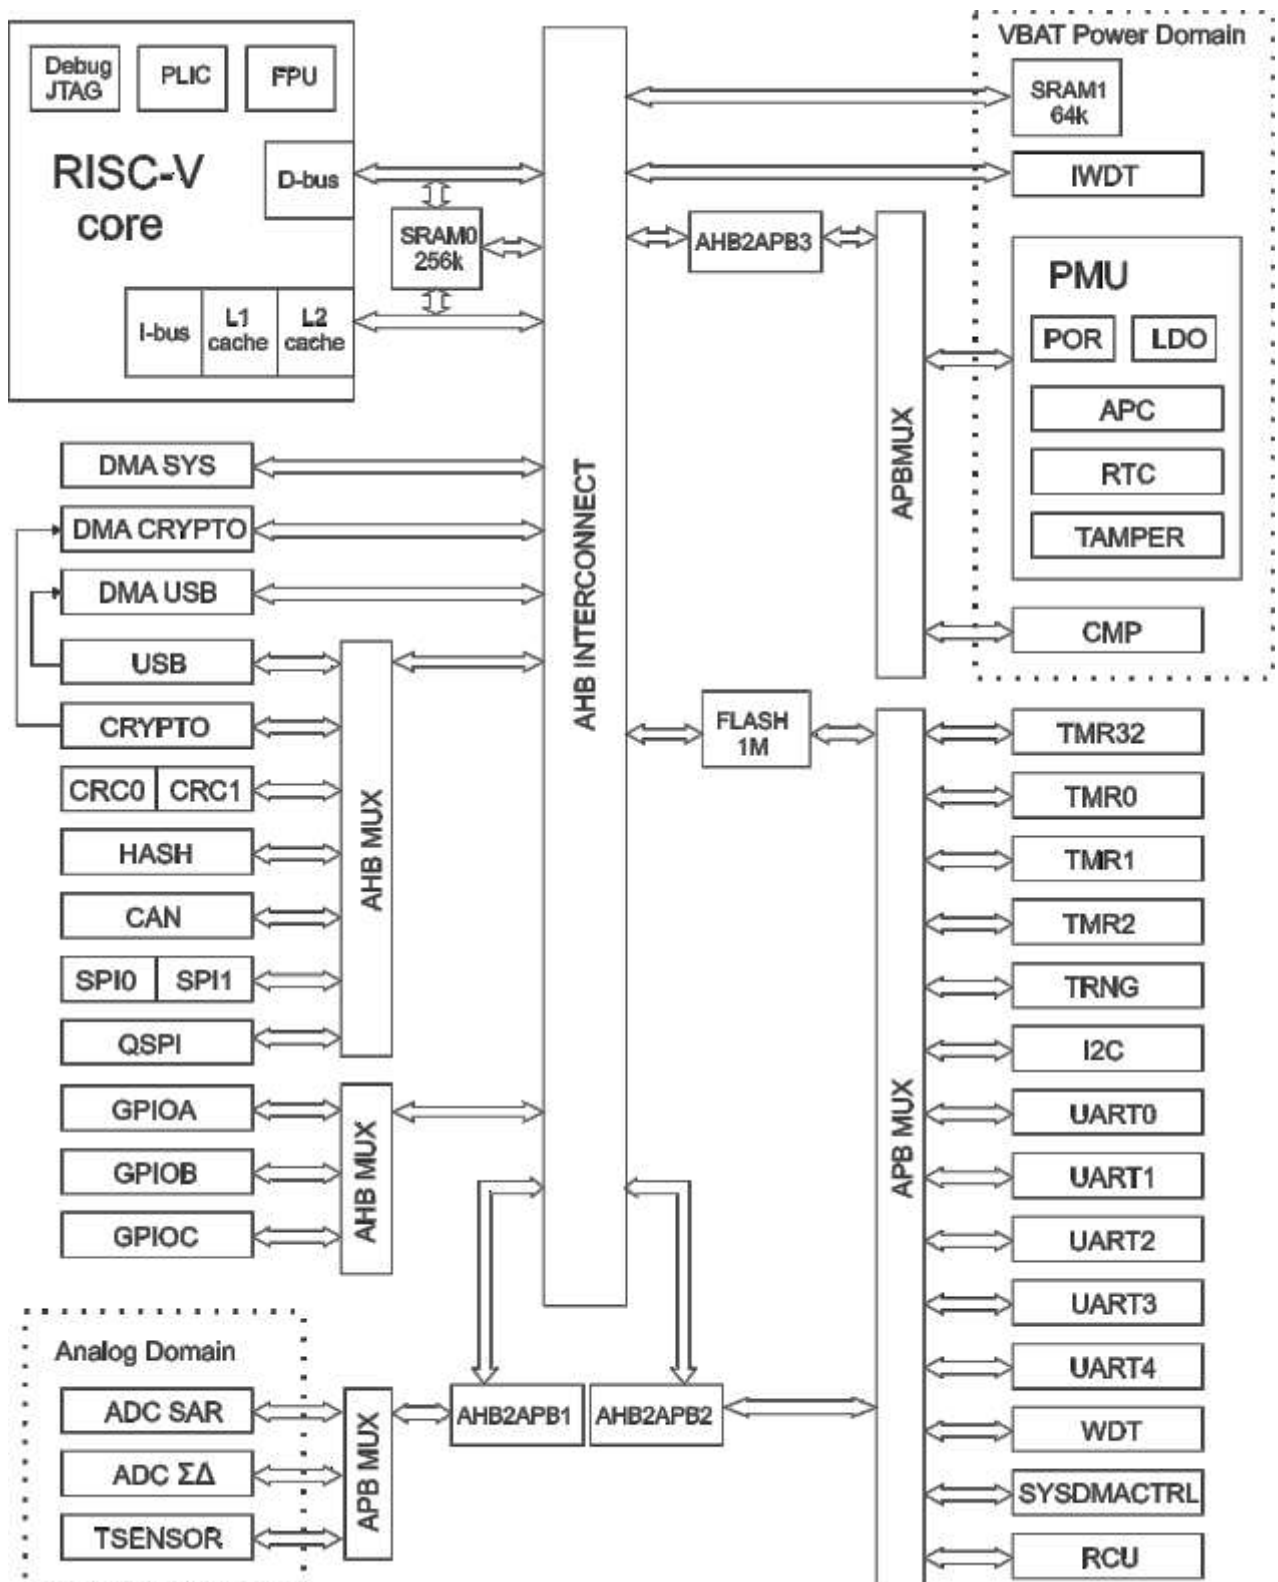 Debug
JTAG
PLIC
FPU
RISC-V
core
D-bus
I-bus
L1
cache
L2
cache
SRAM0
256k
DMA SYS
DMA CRYPTO
DMA USB
USB
CRYPTO
CRC0
CRC1
HASH
CAN
SPI0
SPI1
QSPI
AHB MUX
GPIOA
GPIOB
GPIOC
AHB MUX
Analog Domain
ADC SAR
ADC ΣΔ
TSENSOR
APB MUX
AHB2APB1
AHB2APB2
AHB INTERCONNECT
AHB2APB3
APBMUX
FLASH
1M
APB MUX
VBAT Power Domain
SRAM1
64k
IWDT
PMU
POR
LDO
APC
RTC
TAMPER
CMP
TMR32
TMR0
TMR1
TMR2
TRNG
I2C
UART0
UART1
UART2
UART3
UART4
WDT
SYSDMACTRL
RCU